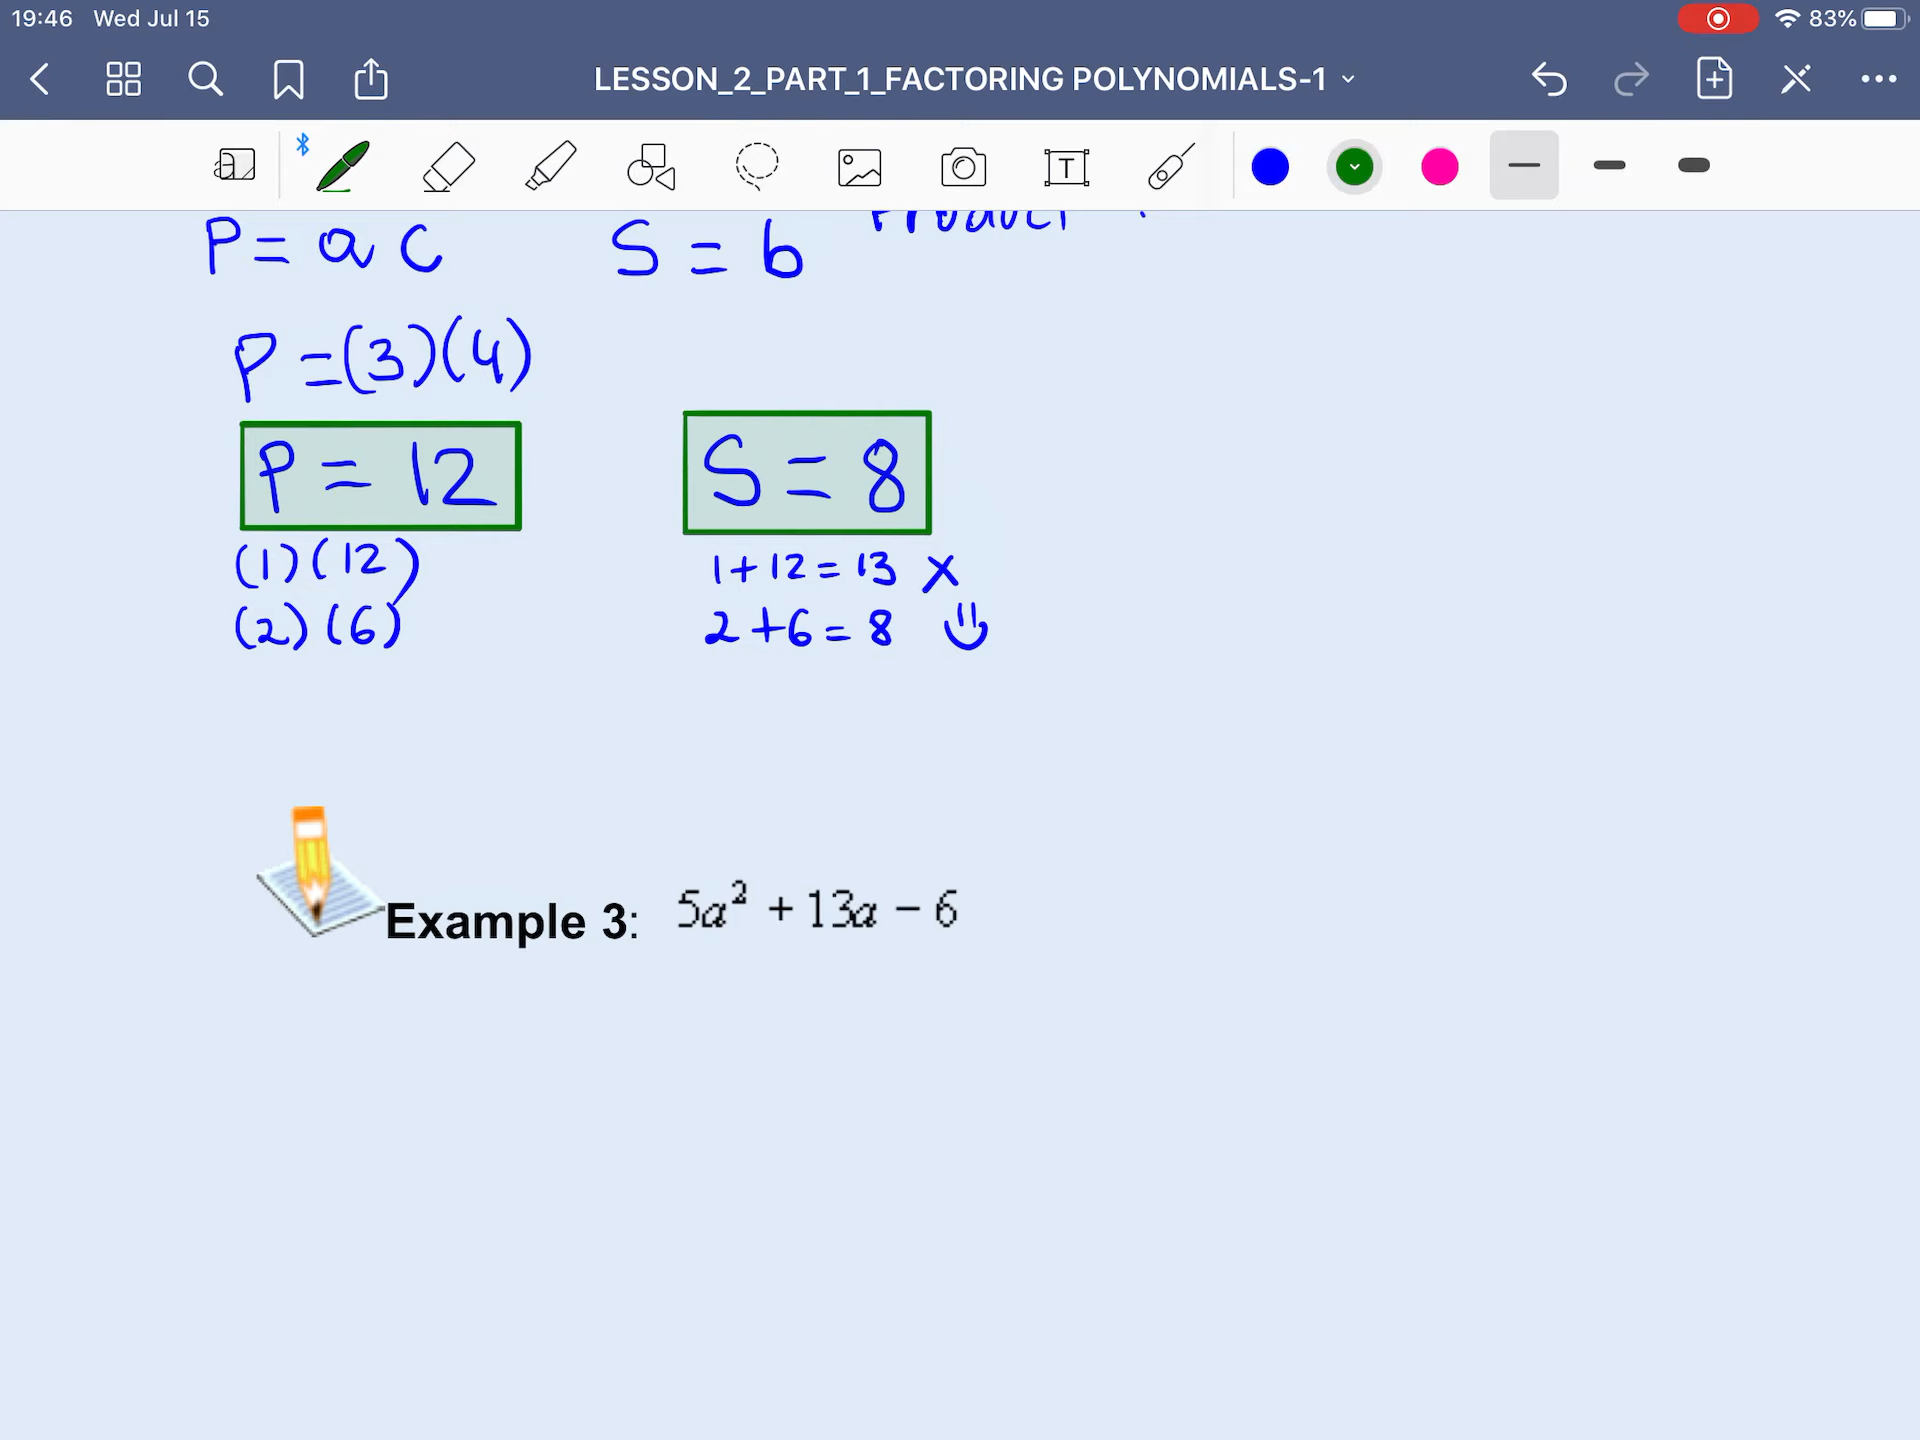 19:46 Wed Jul 15 83%
LESSON_2_PART_1_FACTORING POLYNOMIALS-1
Product
P = a c S = b
P = (3)(4)
P = 12 S = 8
(1)(12) 1+12=13 X
(2)(6) 2+6=8
Example 3: 5a² + 13a − 6